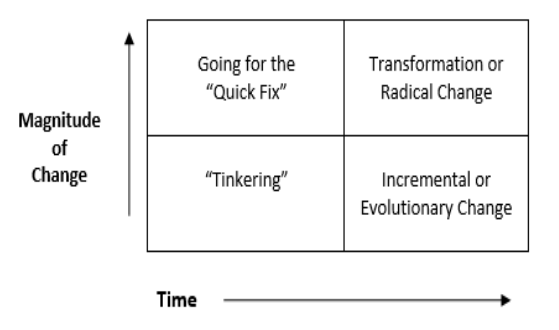 Going for the
“Quick Fix”
Transformation or
Radical Change
Magnitude
of
Change
“Tinkering”
Incremental or
Evolutionary Change
Time